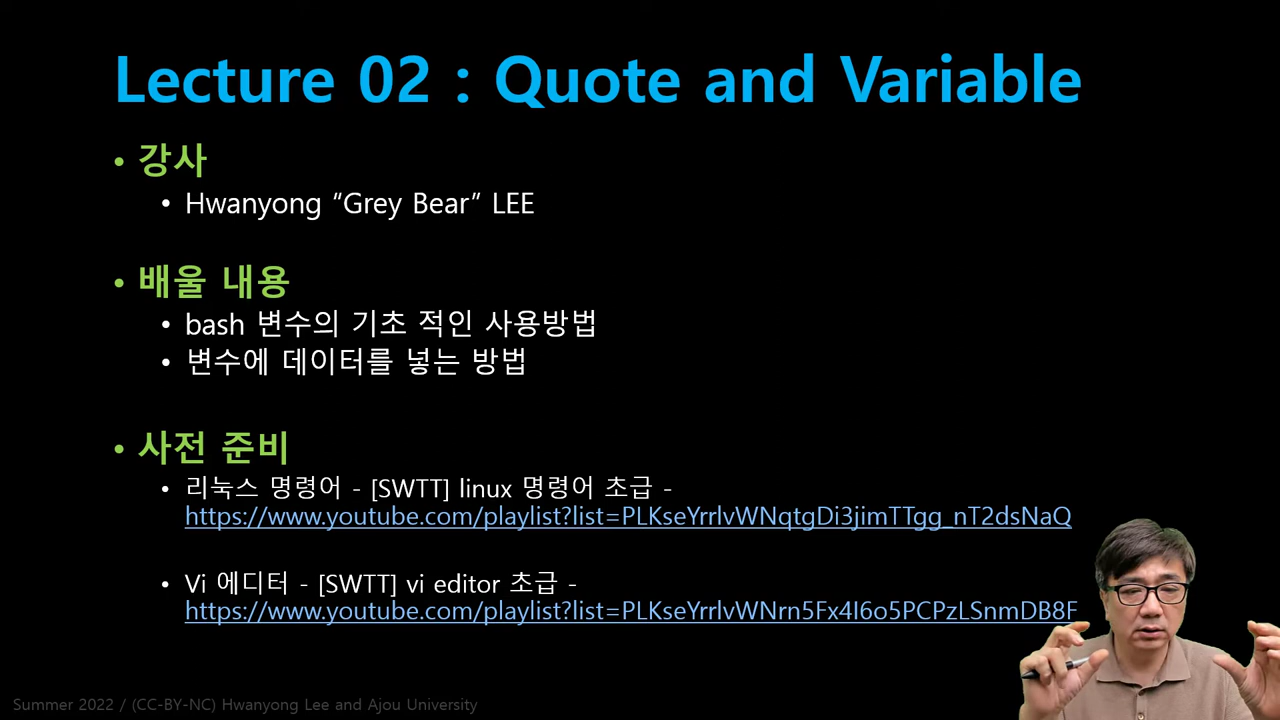 Lecture 02 : Quote and Variable
• 강사
• Hwanyong “Grey Bear” LEE
• 배울 내용
• bash 변수의 기초 적인 사용방법
• 변수에 데이터를 넣는 방법
• 사전 준비
• 리눅스 명령어 - [SWTT] linux 명령어 초급 -
https://www.youtube.com/playlist?list=PLKseYrrlvWNqtgDi3jimTTgg_nT2dsNaQ
• Vi 에디터 - [SWTT] vi editor 초급 -
https://www.youtube.com/playlist?list=PLKseYrrlvWNrn5Fx4l6o5PCPzLSnmDB8F
Summer 2022 / (CC-BY-NC) Hwanyong Lee and Ajou University